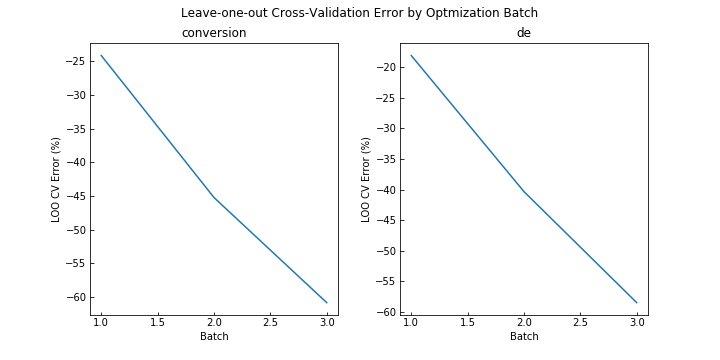 Leave-one-out Cross-Validation Error by Optmization Batch
conversion
de
LOO CV Error (%)
−25
−30
−35
−40
−45
−50
−55
−60
1.0 1.5 2.0 2.5 3.0
Batch
LOO CV Error (%)
−20
−25
−30
−35
−40
−45
−50
−55
−60
1.0 1.5 2.0 2.5 3.0
Batch